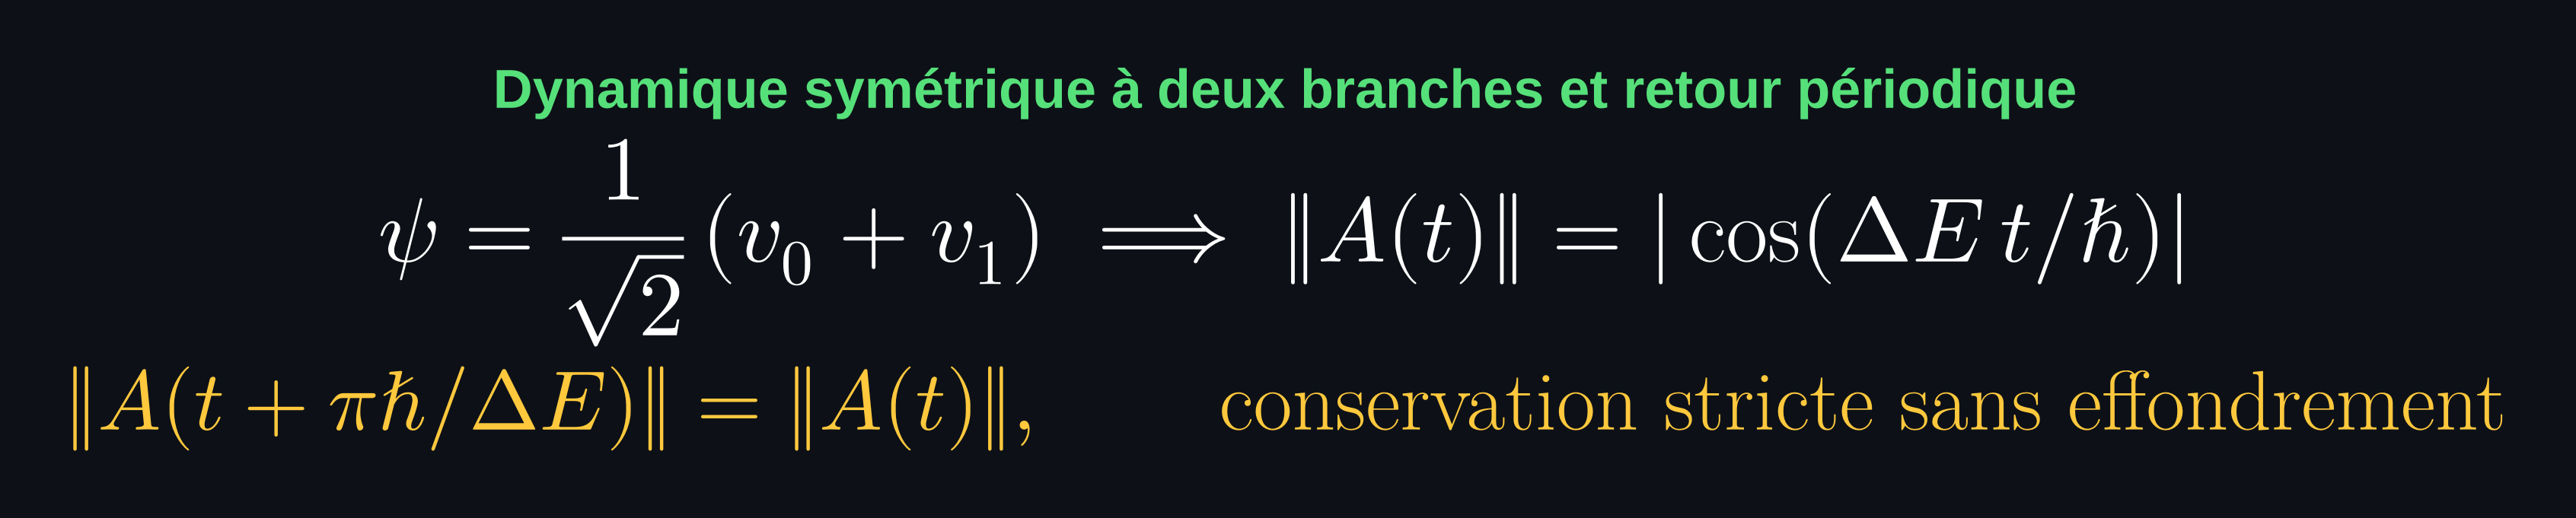 Dynamique symétrique à deux branches et retour périodique
ψ = 1/√2 (v₀ + v₁) ⟹ ‖A(t)‖ = | cos(ΔE t/ħ)|
‖A(t + πħ/ΔE)‖ = ‖A(t)‖, conservation stricte sans effondrement